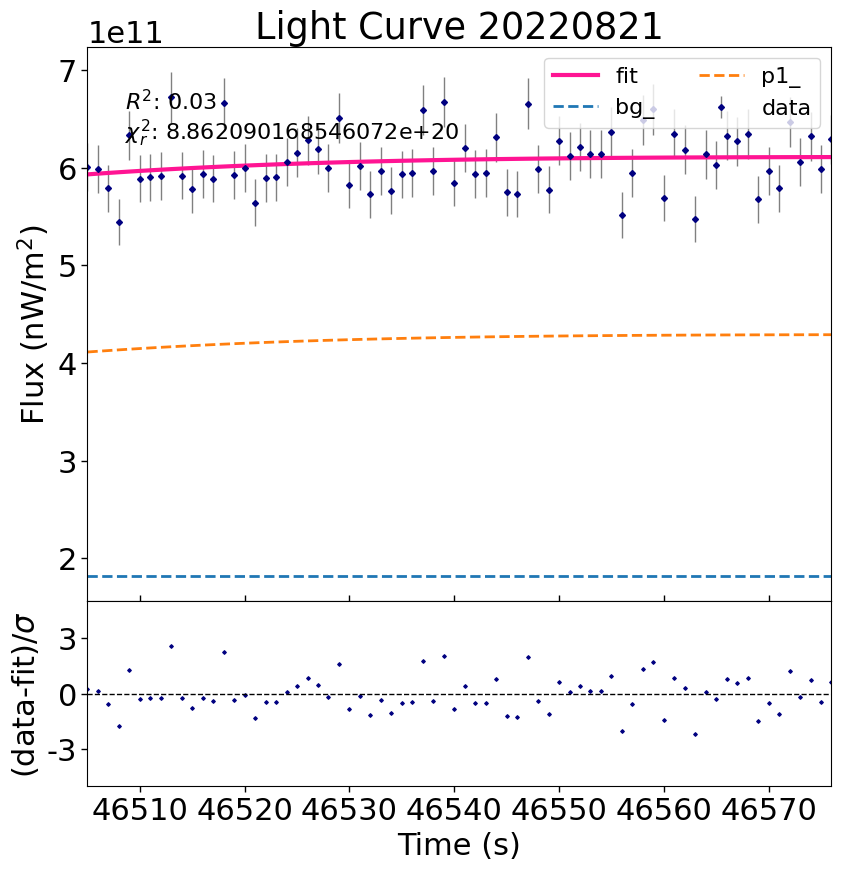 Light Curve 20220821
1e11
fit
bg_
p1_
data
R²: 0.03
χ²ᵣ: 8.862090168546072e+20
7
6
5
4
3
2
Flux (nW/m²)
3
0
-3
(data-fit)/σ
46510 46520 46530 46540 46550 46560 46570
Time (s)